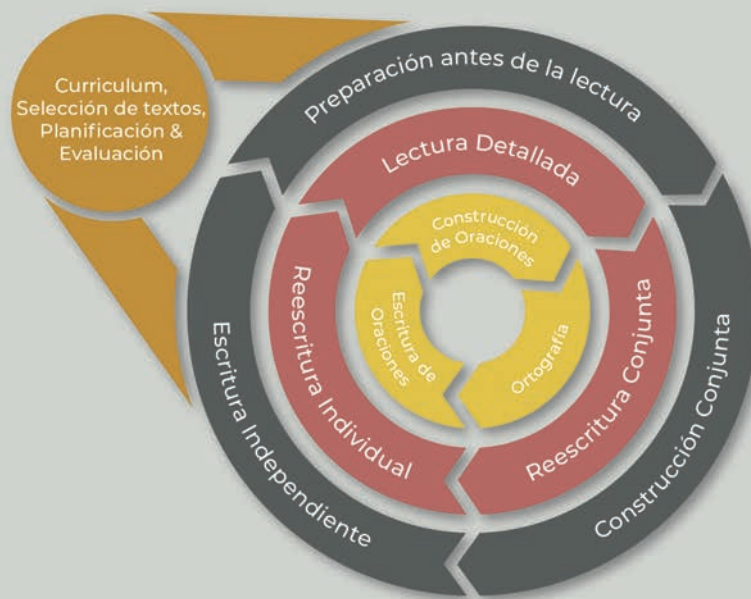 Curriculum,
Selección de textos,
Planificación &
Evaluación
Preparación antes de la lectura
Construcción Conjunta
Escritura Independiente
Lectura Detallada
Reescritura Conjunta
Reescritura Individual
Construcción
de Oraciones
Ortografía
Escritura de
Oraciones